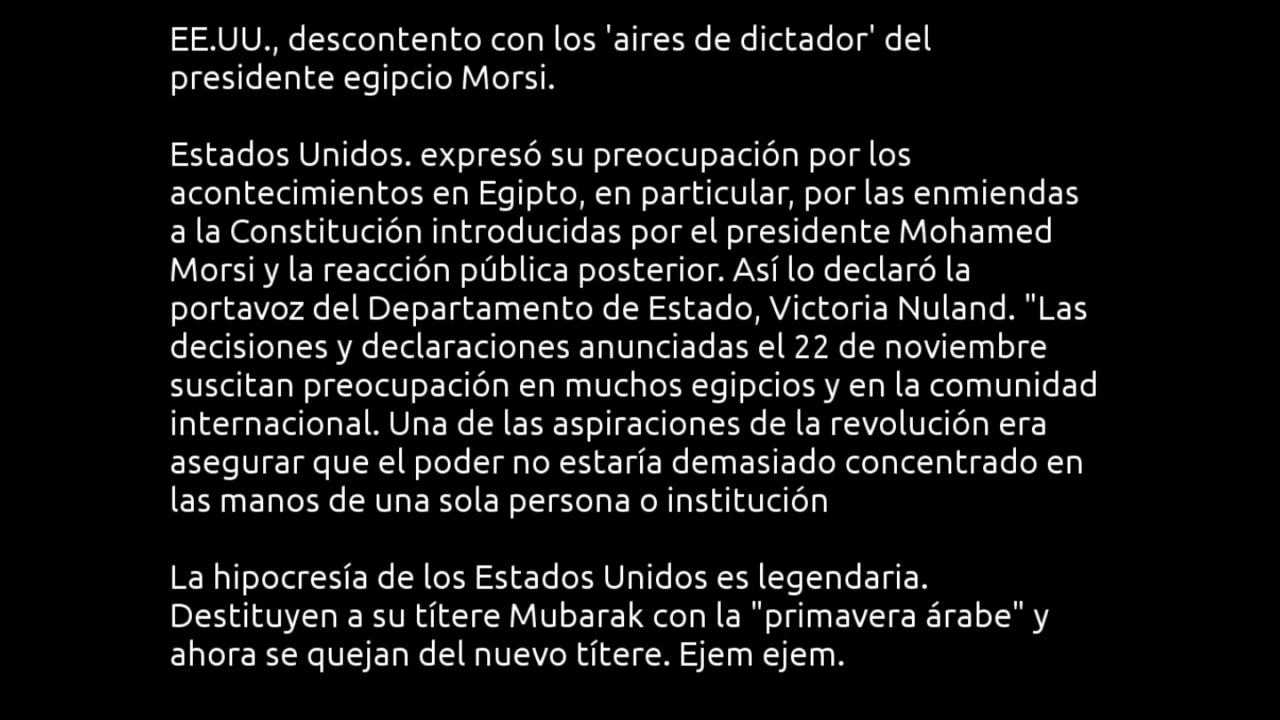 EE.UU., descontento con los 'aires de dictador' del
presidente egipcio Morsi.
Estados Unidos. expresó su preocupación por los
acontecimientos en Egipto, en particular, por las enmiendas
a la Constitución introducidas por el presidente Mohamed
Morsi y la reacción pública posterior. Así lo declaró la
portavoz del Departamento de Estado, Victoria Nuland. "Las
decisiones y declaraciones anunciadas el 22 de noviembre
suscitan preocupación en muchos egipcios y en la comunidad
internacional. Una de las aspiraciones de la revolución era
asegurar que el poder no estaría demasiado concentrado en
las manos de una sola persona o institución
La hipocresía de los Estados Unidos es legendaria.
Destituyen a su títere Mubarak con la "primavera árabe" y
ahora se quejan del nuevo títere. Ejem ejem.